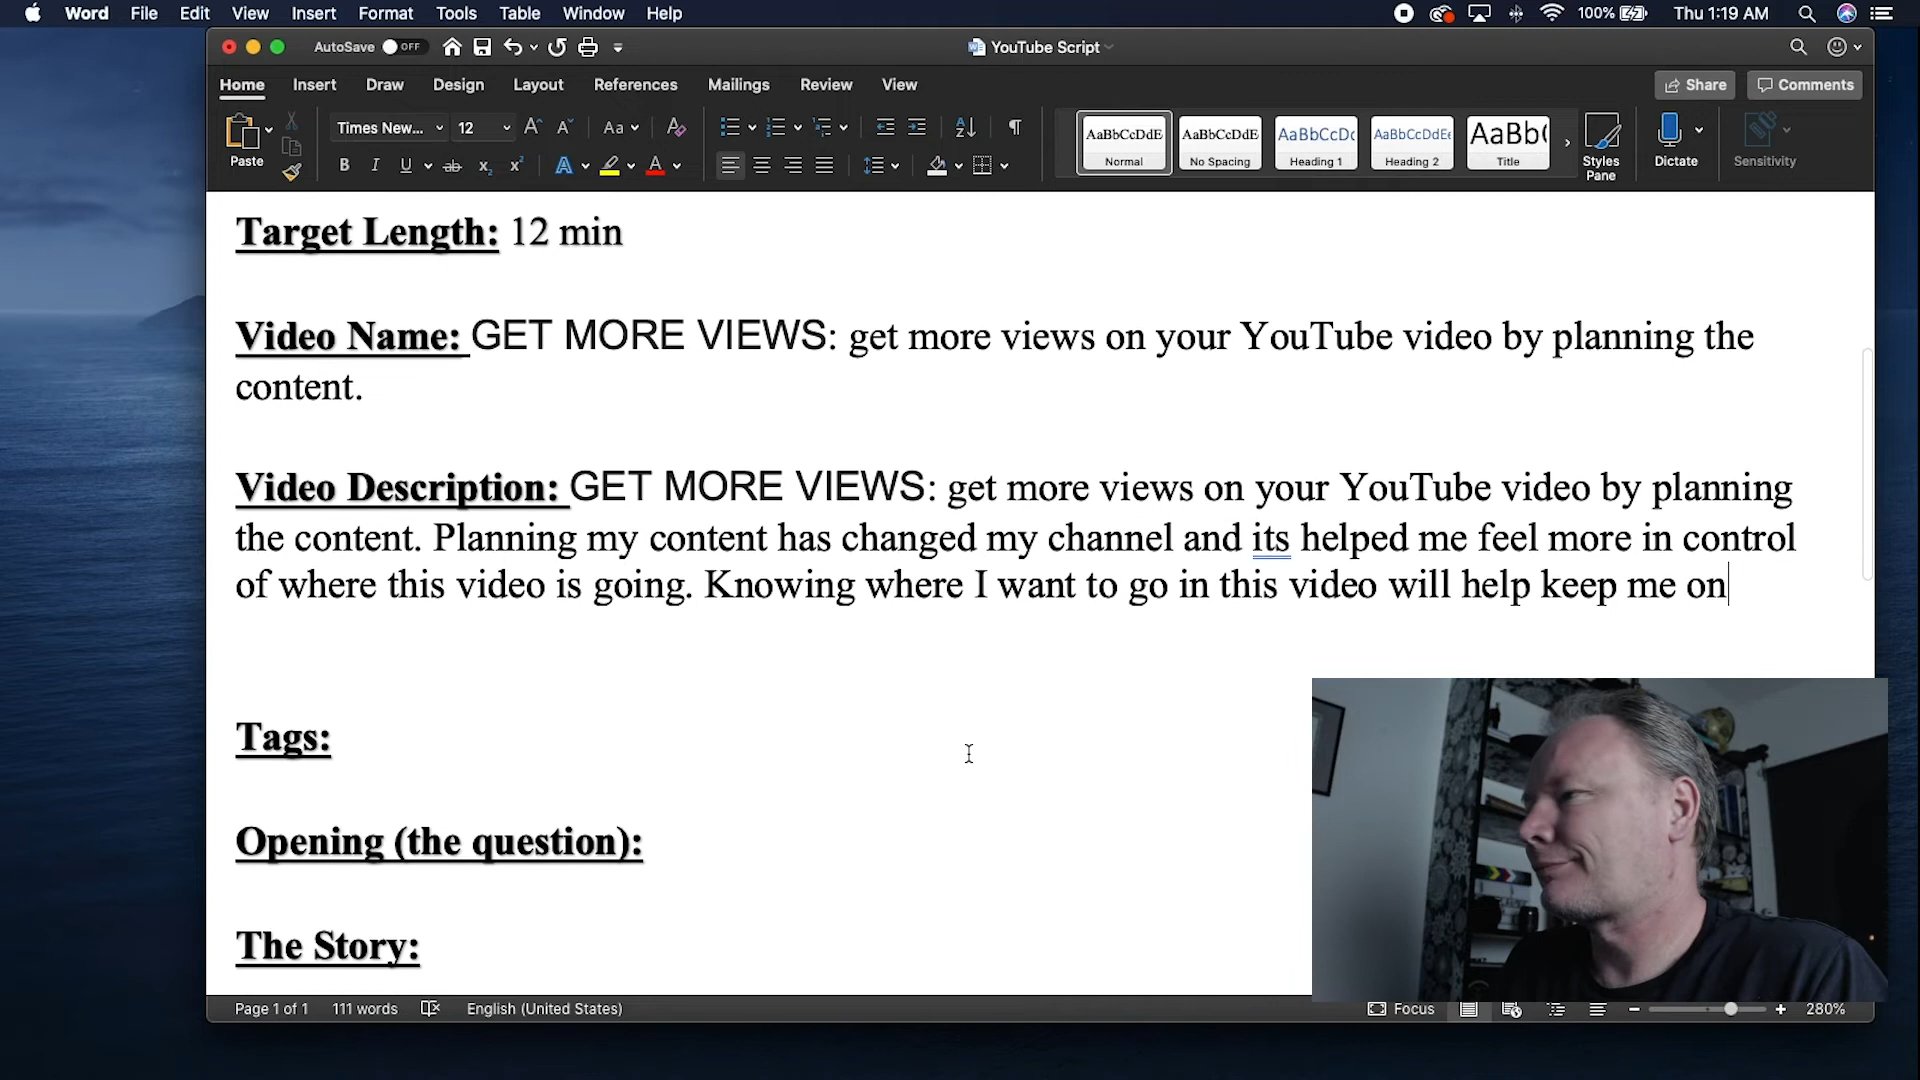 Word File Edit View Insert Format Tools Table Window Help 100% Thu 1:19 AM
AutoSave OFF YouTube Script
Home Insert Draw Design Layout References Mailings Review View Share Comments
Paste Times New... 12 Aa AaBbCcDdE Normal AaBbCcDdE No Spacing AaBbCcDc Heading 1 AaBbCcDdEe Heading 2 AaBb( Title Styles Pane Dictate Sensitivity
Target Length: 12 min
Video Name: GET MORE VIEWS: get more views on your YouTube video by planning the
content.
Video Description: GET MORE VIEWS: get more views on your YouTube video by planning
the content. Planning my content has changed my channel and its helped me feel more in control
of where this video is going. Knowing where I want to go in this video will help keep me on
Tags:
Opening (the question):
The Story:
Page 1 of 1 111 words English (United States) Focus 280%